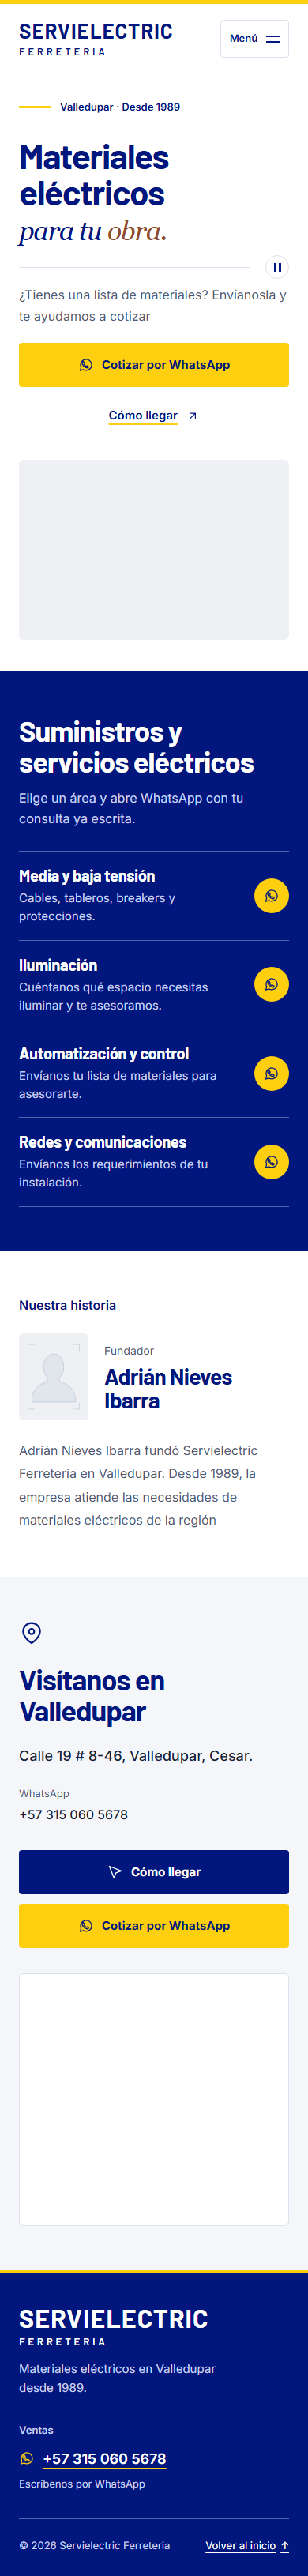 SERVIELECTRIC
FERRETERIA
Menú
Valledupar · Desde 1989
Materiales
eléctricos
para tu obra.
¿Tienes una lista de materiales? Envíanosla y
te ayudamos a cotizar
Cotizar por WhatsApp
Cómo llegar
Suministros y
servicios eléctricos
Elige un área y abre WhatsApp con tu
consulta ya escrita.
Media y baja tensión
Cables, tableros, breakers y
protecciones.
Iluminación
Cuéntanos qué espacio necesitas
iluminar y te asesoramos.
Automatización y control
Envíanos tu lista de materiales para
asesorarte.
Redes y comunicaciones
Envíanos los requerimientos de tu
instalación.
Nuestra historia
Fundador
Adrián Nieves
Ibarra
Adrián Nieves Ibarra fundó Servielectric
Ferreteria en Valledupar. Desde 1989, la
empresa atiende las necesidades de
materiales eléctricos de la región
Visítanos en
Valledupar
Calle 19 # 8-46, Valledupar, Cesar.
WhatsApp
+57 315 060 5678
Cómo llegar
Cotizar por WhatsApp
SERVIELECTRIC
FERRETERIA
Materiales eléctricos en Valledupar
desde 1989.
Ventas
+57 315 060 5678
Escríbenos por WhatsApp
© 2026 Servielectric Ferreteria
Volver al inicio ↑